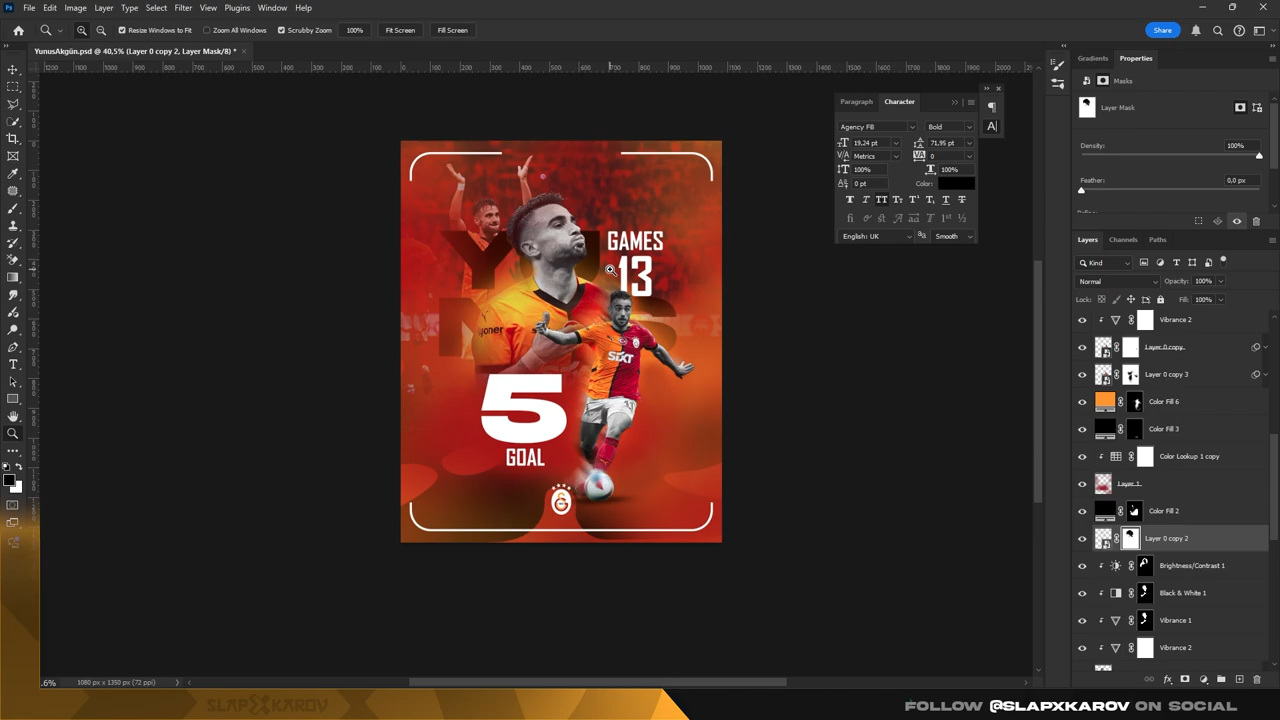 File Edit Image Layer Type Select Filter View Plugins Window Help
Resize Windows to Fit Zoom All Windows Scrubby Zoom 100% Fit Screen Fill Screen Share
YunusAkgün.psd @ 40,5% (Layer 0 copy 2, Layer Mask/8) *
Gradients Properties
Masks
Layer Mask
Density: 100%
Feather: 0,0 px
Paragraph Character
Agency Fill Bold
19,24 pt 71,95 pt
Metrics 0
100% 100%
0 pt Color:
English: UK Smooth
Layers Channels Paths
Kind
Normal Opacity: 100%
Lock: Fill: 100%
Vibrance 2
Layer 0 copy
Layer 0 copy 3
Color Fill 6
Color Fill 3
Color Lookup 1 copy
Layer 1
Color Fill 2
Layer 0 copy 2
Brightness/Contrast 1
Black & White 1
Vibrance 1
Vibrance 2
GAMES
13
SIXT
5
GOAL
1080 px x 1350 px (72 ppi)
SLAPXKAROV
FOLLOW @SLAPXKAROV ON SOCIAL